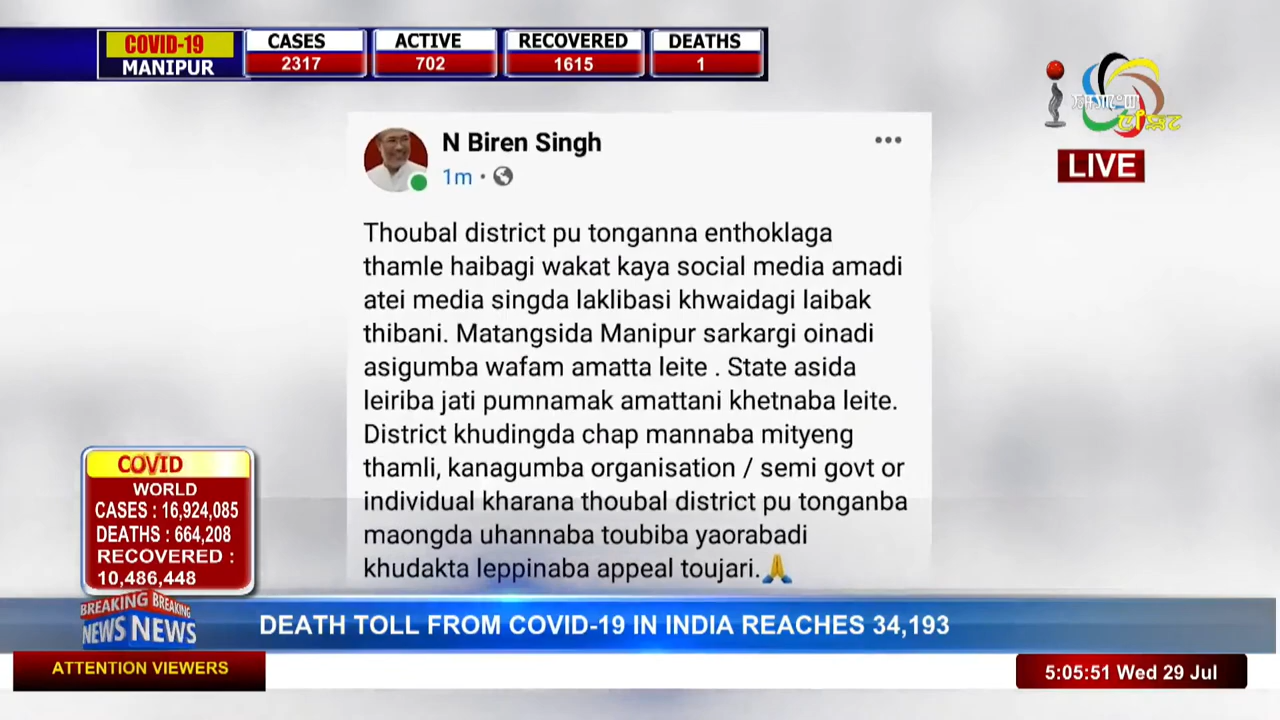 COVID-19
MANIPUR
CASES
2317
ACTIVE
702
RECOVERED
1615
DEATHS
1
LIVE
N Biren Singh
1m
Thoubal district pu tonganna enthoklaga
thamle haibagi wakat kaya social media amadi
atei media singda laklibasi khwaidagi laibak
thibani. Matangsida Manipur sarkargi oinadi
asigumba wafam amatta leite . State asida
leiriba jati pumnamak amattani khetnaba leite.
District khudingda chap mannaba mityeng
thamli, kanagumba organisation / semi govt or
individual kharana thoubal district pu tonganba
maongda uhannaba toubiba yaorabadi
khudakta leppinaba appeal toujari.🙏
COVID
WORLD
CASES : 16,924,085
DEATHS : 664,208
RECOVERED :
10,486,448
BREAKING BREAKING
NEWS NEWS
DEATH TOLL FROM COVID-19 IN INDIA REACHES 34,193
ATTENTION VIEWERS
5:05:51 Wed 29 Jul